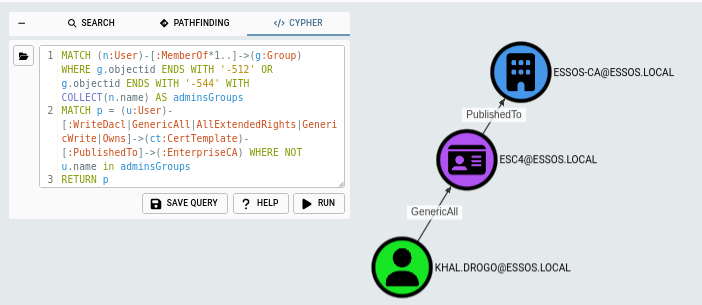 SEARCH
PATHFINDING
</> CYPHER
1 MATCH (n:User)-[:MemberOf*1..]->(g:Group)
WHERE g.objectid ENDS WITH '-512' OR
g.objectid ENDS WITH '-544' WITH
COLLECT(n.name) AS adminsGroups
2 MATCH p = (u:User)-
[:WriteDacl|GenericAll|AllExtendedRights|Generi
cWrite|Owns]->(ct:CertTemplate)-
[:PublishedTo]->(:EnterpriseCA) WHERE NOT
u.name in adminsGroups
3 RETURN p
SAVE QUERY
? HELP
RUN
ESSOS-CA@ESSOS.LOCAL
PublishedTo
ESC4@ESSOS.LOCAL
GenericAll
KHAL.DROGO@ESSOS.LOCAL